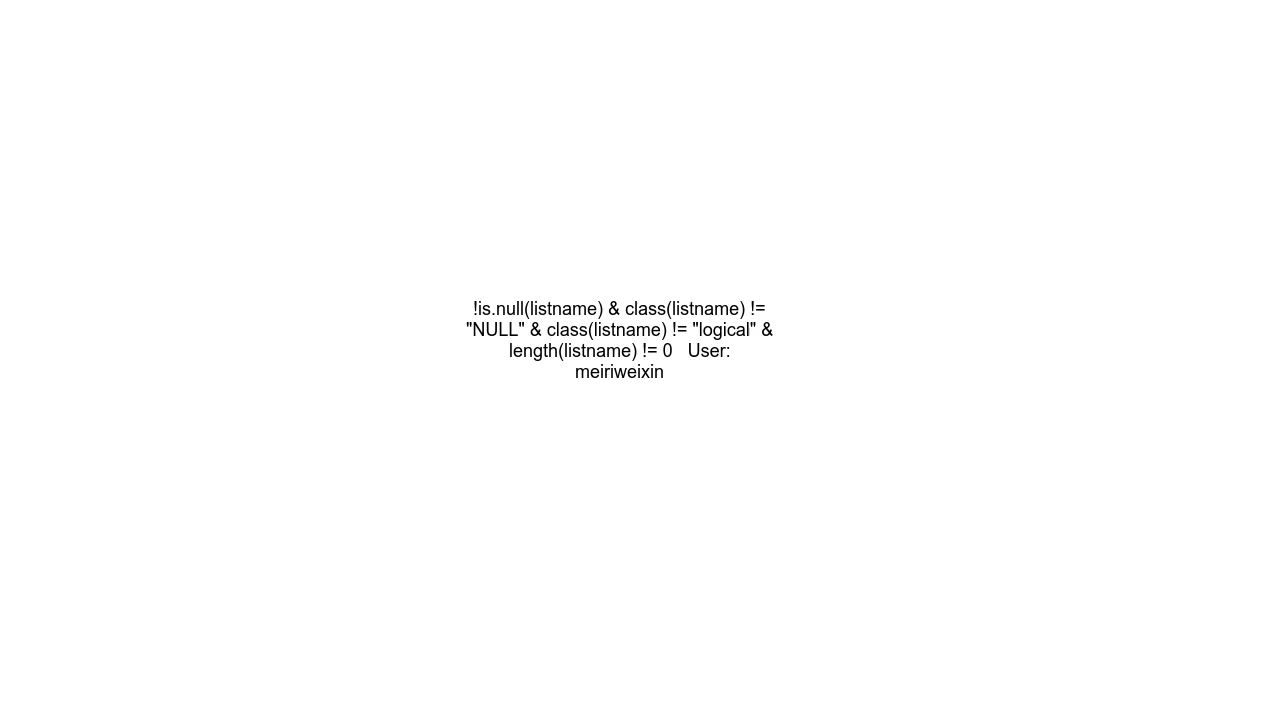 !is.null(listname) & class(listname) !=
"NULL" & class(listname) != "logical" &
length(listname) != 0   User:
meiriweixin